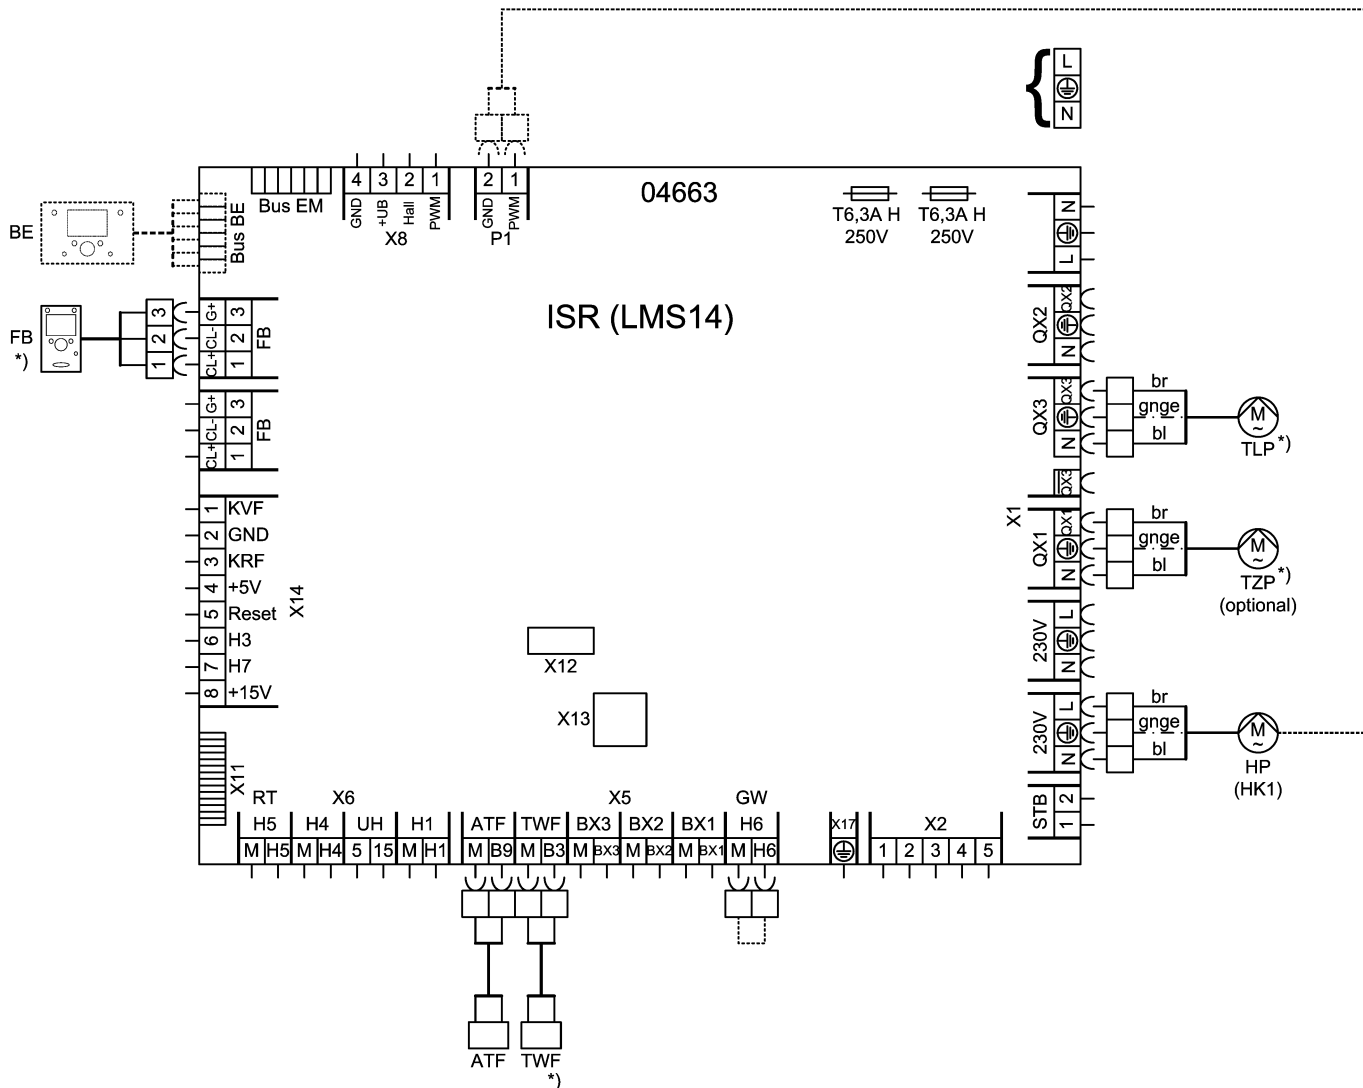 L
N
04663
T6,3A H
250V
T6,3A H
250V
ISR (LMS14)
Bus EM
4 3 2 1
GND +UB Hall PWM
X8
2 1
GND PWM
P1
BE
Bus BE
FB
*)
3
2
1
G+ 3
CL- 2
CL+ 1
FB
G+ 3
CL- 2
CL+ 1
FB
1 KVF
2 GND
3 KRF
4 +5V
5 Reset
6 H3
7 H7
8 +15V
X14
X11
X12
X13
N
L
QX2
QX2
N
QX3
QX3
N
QX3
X1
QX1
QX1
N
230V
L
N
230V
L
N
STB
2
1
br
gnge
bl
TLP *)
br
gnge
bl
TZP *)
(optional)
br
gnge
bl
HP
(HK1)
RT X6 X5 GW
H5 H4 UH H1 ATF TWF BX3 BX2 BX1 H6 X17 X2
M H5 M H4 5 15 M H1 M B9 M B3 M BX3 M BX2 M BX1 M H6 1 2 3 4 5
ATF TWF
*)